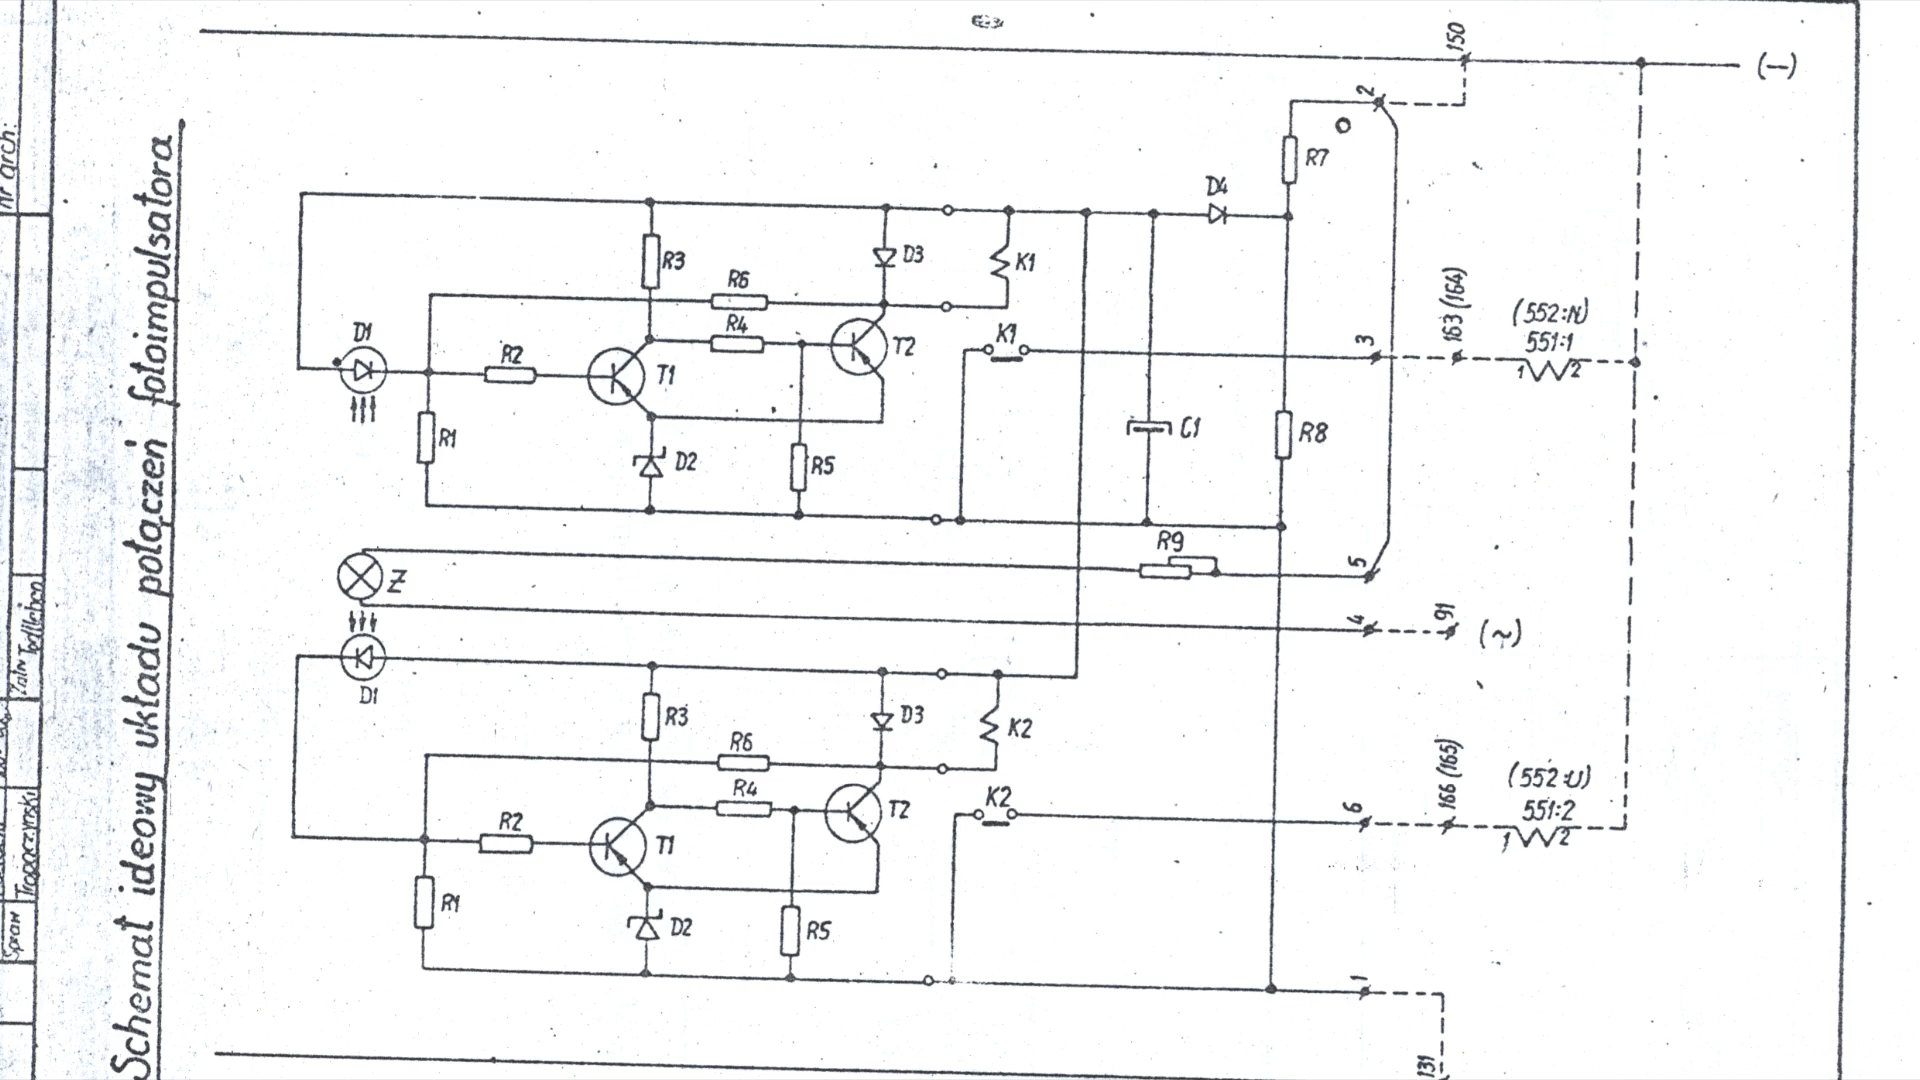 Schemat ideowy układu połączeń fotoimpulsatora
Nr arch:
150
(—)
2
R7
D4
R3
D3
K1
R6
163 (164)
(552:N)
551:1
D1
R2
R4
T2
K1
3
1 2
T1
R1
D2
R5
C1
R8
R9
5
Z
4
91
(~)
D1
R3
D3
K2
R6
166 (165)
(552:U)
551:2
R4
T2
K2
6
1 2
R2
T1
R1
D2
R5
1
131
Spraw